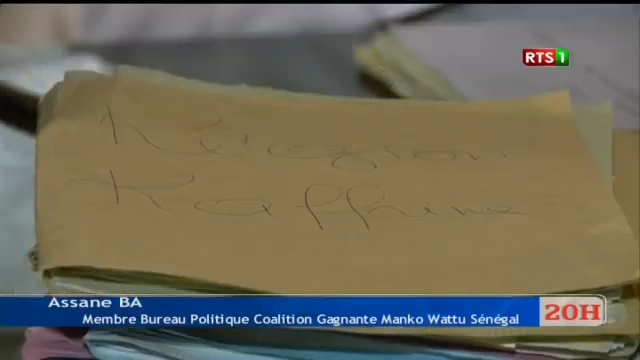 RTS1
Région
Kaffrine
Assane BA
Membre Bureau Politique Coalition Gagnante Manko Wattu Sénégal
20H